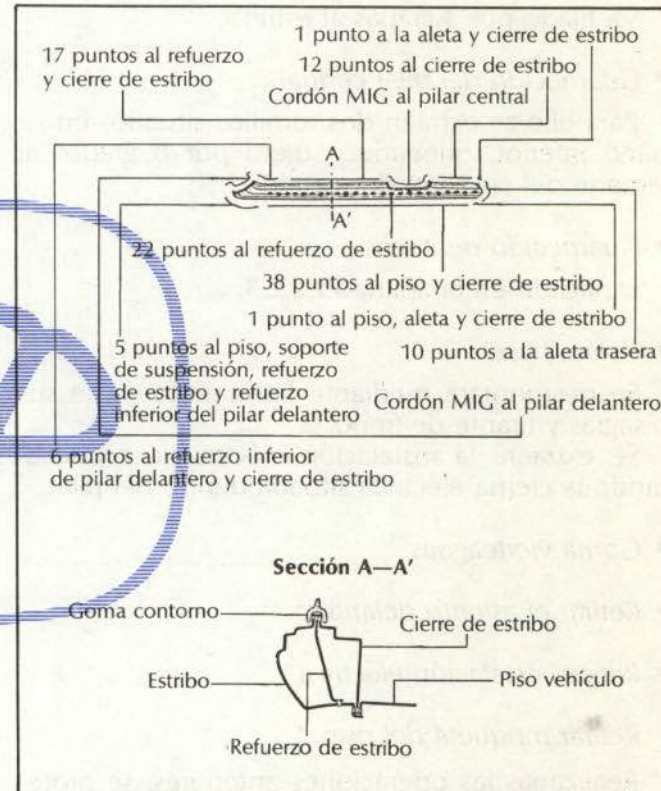 1 punto a la aleta y cierre de estribo
17 puntos al refuerzo
y cierre de estribo
12 puntos al cierre de estribo
Cordón MIG al pilar central
A
A'
22 puntos al refuerzo de estribo
38 puntos al piso y cierre de estribo
1 punto al piso, aleta y cierre de estribo
5 puntos al piso, soporte
de suspensión, refuerzo
de estribo y refuerzo
inferior del pilar delantero
10 puntos a la aleta trasera
Cordón MIG al pilar delantero
6 puntos al refuerzo inferior
de pilar delantero y cierre de estribo
Sección A—A'
Goma contorno
Cierre de estribo
Estribo
Piso vehículo
Refuerzo de estribo